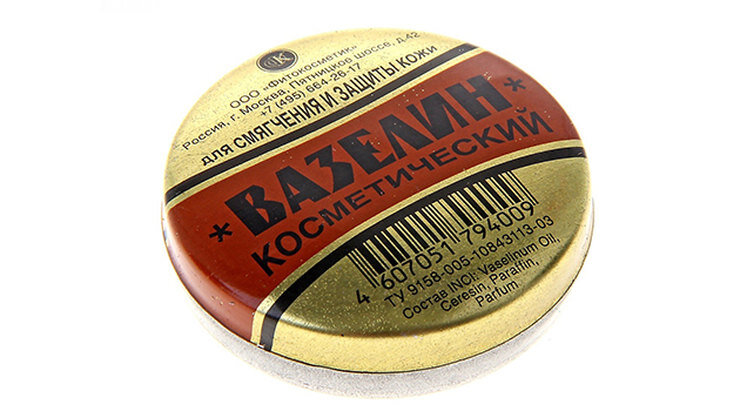 ФК
ООО «Фитокосметик»
Россия, г. Москва, Пятницкое шоссе, д.42
+7 (495) 664-26-17
ДЛЯ СМЯГЧЕНИЯ И ЗАЩИТЫ КОЖИ
* ВАЗЕЛИН *
КОСМЕТИЧЕСКИЙ
4 607051 794009
ТУ 9158-005-10843113-03
Состав INCI: Vaselinum Oil,
Ceresin, Paraffin,
Parfum.